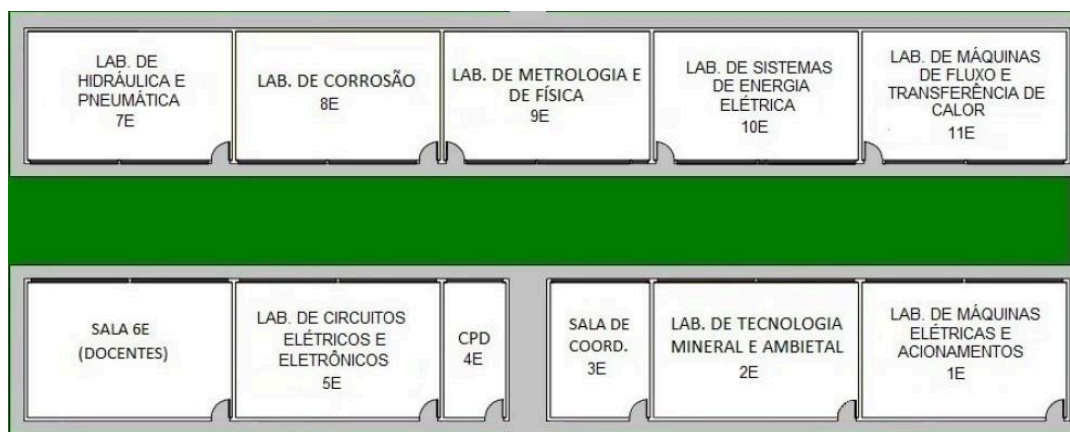 LAB. DE
HIDRÁULICA E
PNEUMÁTICA
7E
LAB. DE CORROSÃO
8E
LAB. DE METROLOGIA E
DE FÍSICA
9E
LAB. DE SISTEMAS
DE ENERGIA
ELÉTRICA
10E
LAB. DE MÁQUINAS
DE FLUXO E
TRANSFERÊNCIA DE
CALOR
11E
SALA 6E
(DOCENTES)
LAB. DE CIRCUITOS
ELÉTRICOS E
ELETRÔNICOS
5E
CPD
4E
SALA DE
COORD.
3E
LAB. DE TECNOLOGIA
MINERAL E AMBIETAL
2E
LAB. DE MÁQUINAS
ELÉTRICAS E
ACIONAMENTOS
1E